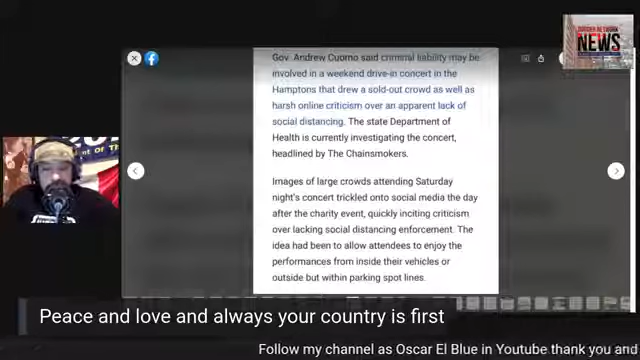 NEWS
Gov. Andrew Cuomo said criminal liability may be
involved in a weekend drive-in concert in the
Hamptons that drew a sold-out crowd as well as
harsh online criticism over an apparent lack of
social distancing. The state Department of
Health is currently investigating the concert,
headlined by The Chainsmokers.
Images of large crowds attending Saturday
night's concert trickled onto social media the day
after the charity event, quickly inciting criticism
over lacking social distancing enforcement. The
idea had been to allow attendees to enjoy the
performances from inside their vehicles or
outside but within parking spot lines.
Peace and love and always your country is first
Follow my channel as Oscar El Blue in Youtube thank you and